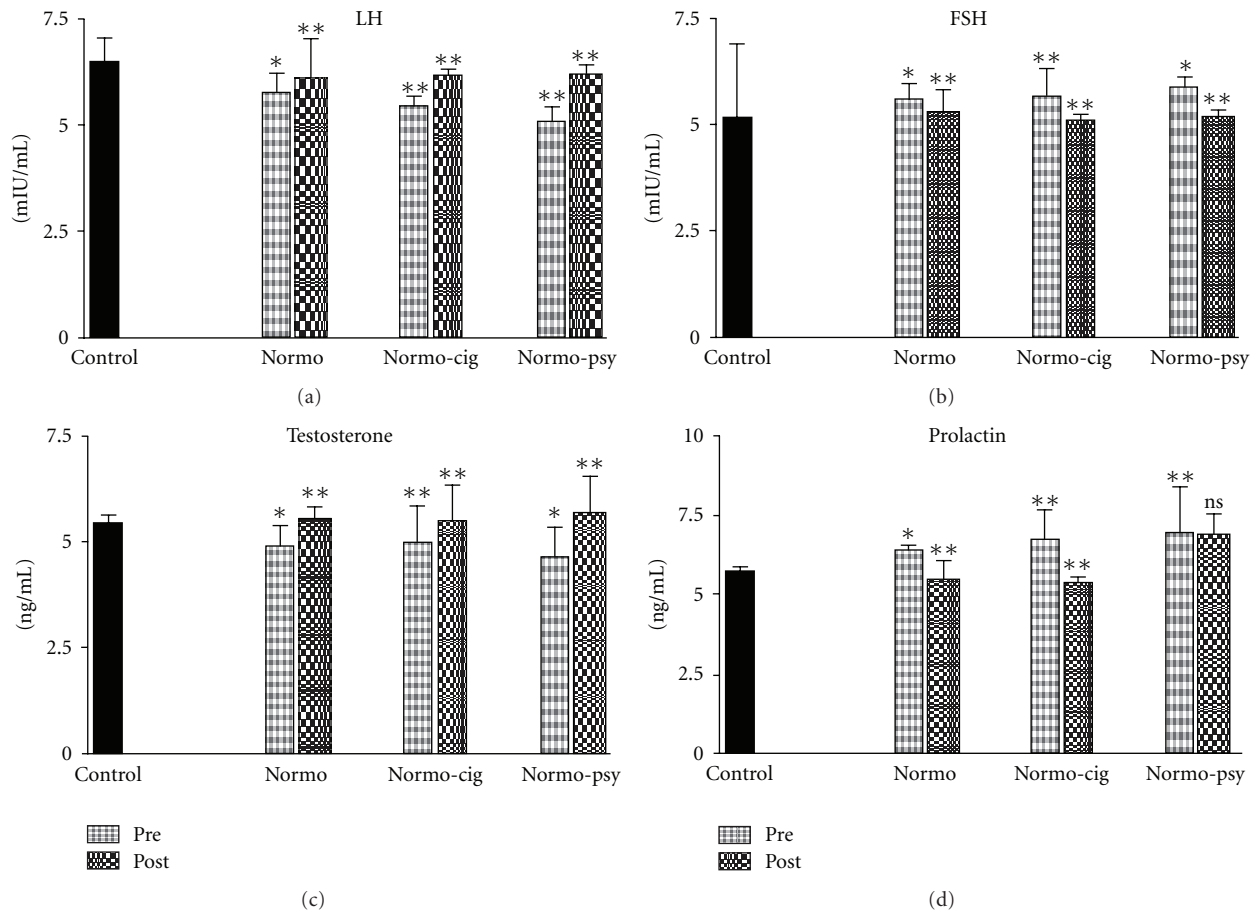 LH
7.5
5
2.5
0
(mIU/mL)
* ** ** ** ** **
Control Normo Normo-cig Normo-psy
(a)
FSH
7.5
5
2.5
0
(mIU/mL)
* ** ** ** * **
Control Normo Normo-cig Normo-psy
(b)
Testosterone
7.5
5
2.5
0
(ng/mL)
* ** ** ** * **
Control Normo Normo-cig Normo-psy
Pre
Post
(c)
Prolactin
10
7.5
5
2.5
0
(ng/mL)
* ** ** ** ** ns
Control Normo Normo-cig Normo-psy
Pre
Post
(d)